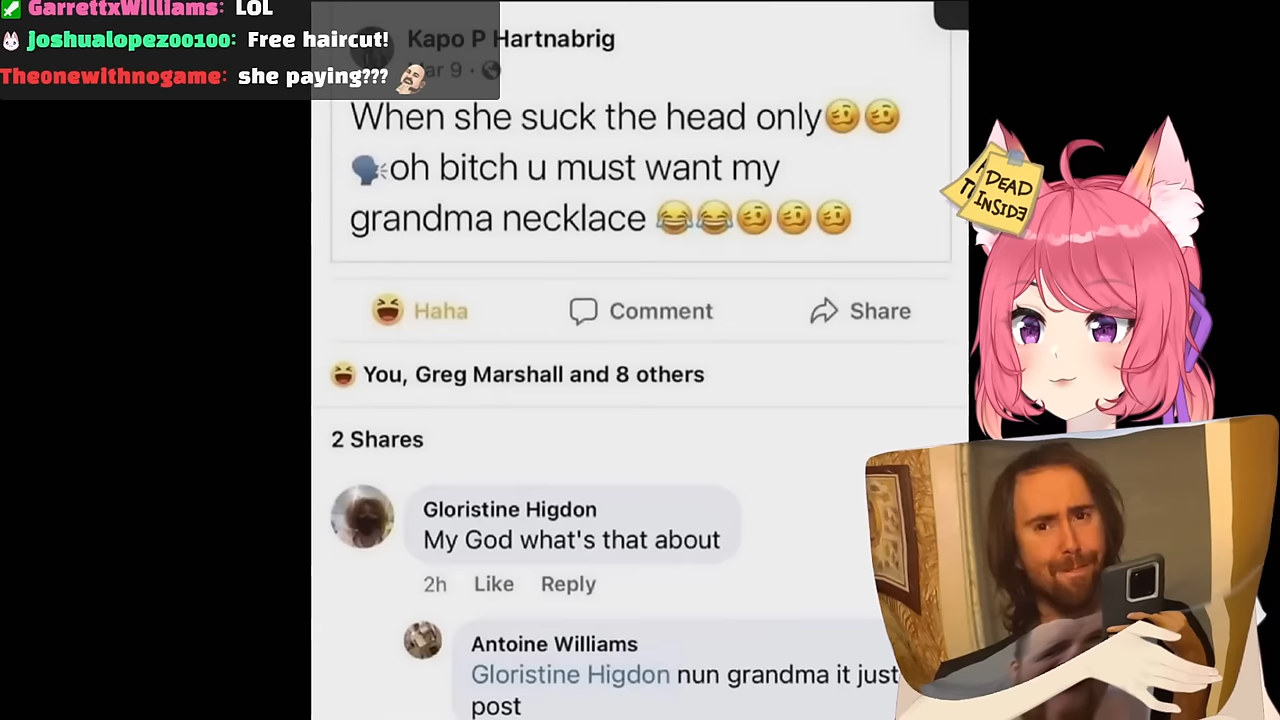 GarrettxWilliams: LOL
joshualopez00100: Free haircut!
Theonewithnogame: she paying???
Kapo P Hartnabrig
Mar 9 ·
When she suck the head only🥴🥴
🗣oh bitch u must want my
grandma necklace 😂😂🥴🥴🥴
Haha
Comment
Share
You, Greg Marshall and 8 others
2 Shares
Gloristine Higdon
My God what's that about
2h Like Reply
Antoine Williams
Gloristine Higdon nun grandma it just
post
DEAD
INSIDE